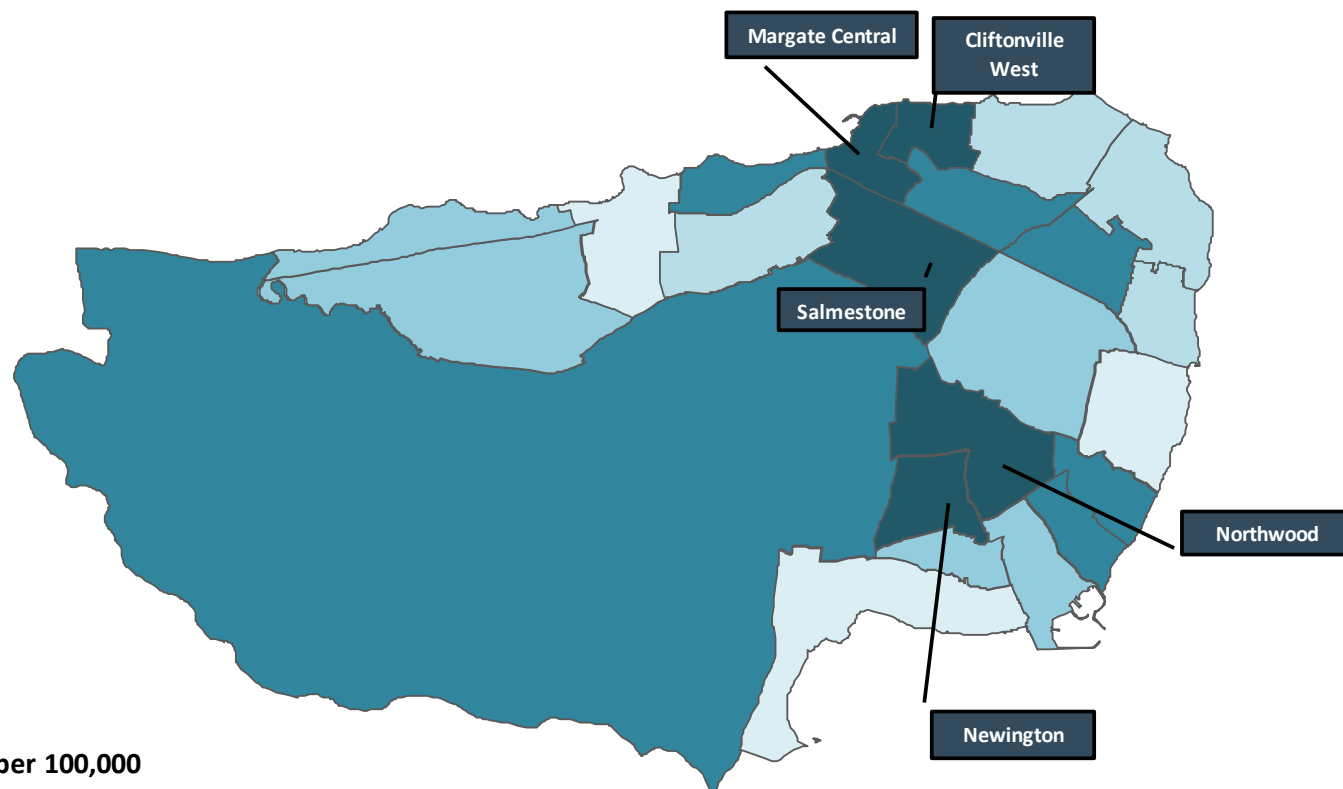 Margate Central
Cliftonville
West
Salmestone
Northwood
Newington
per 100,000